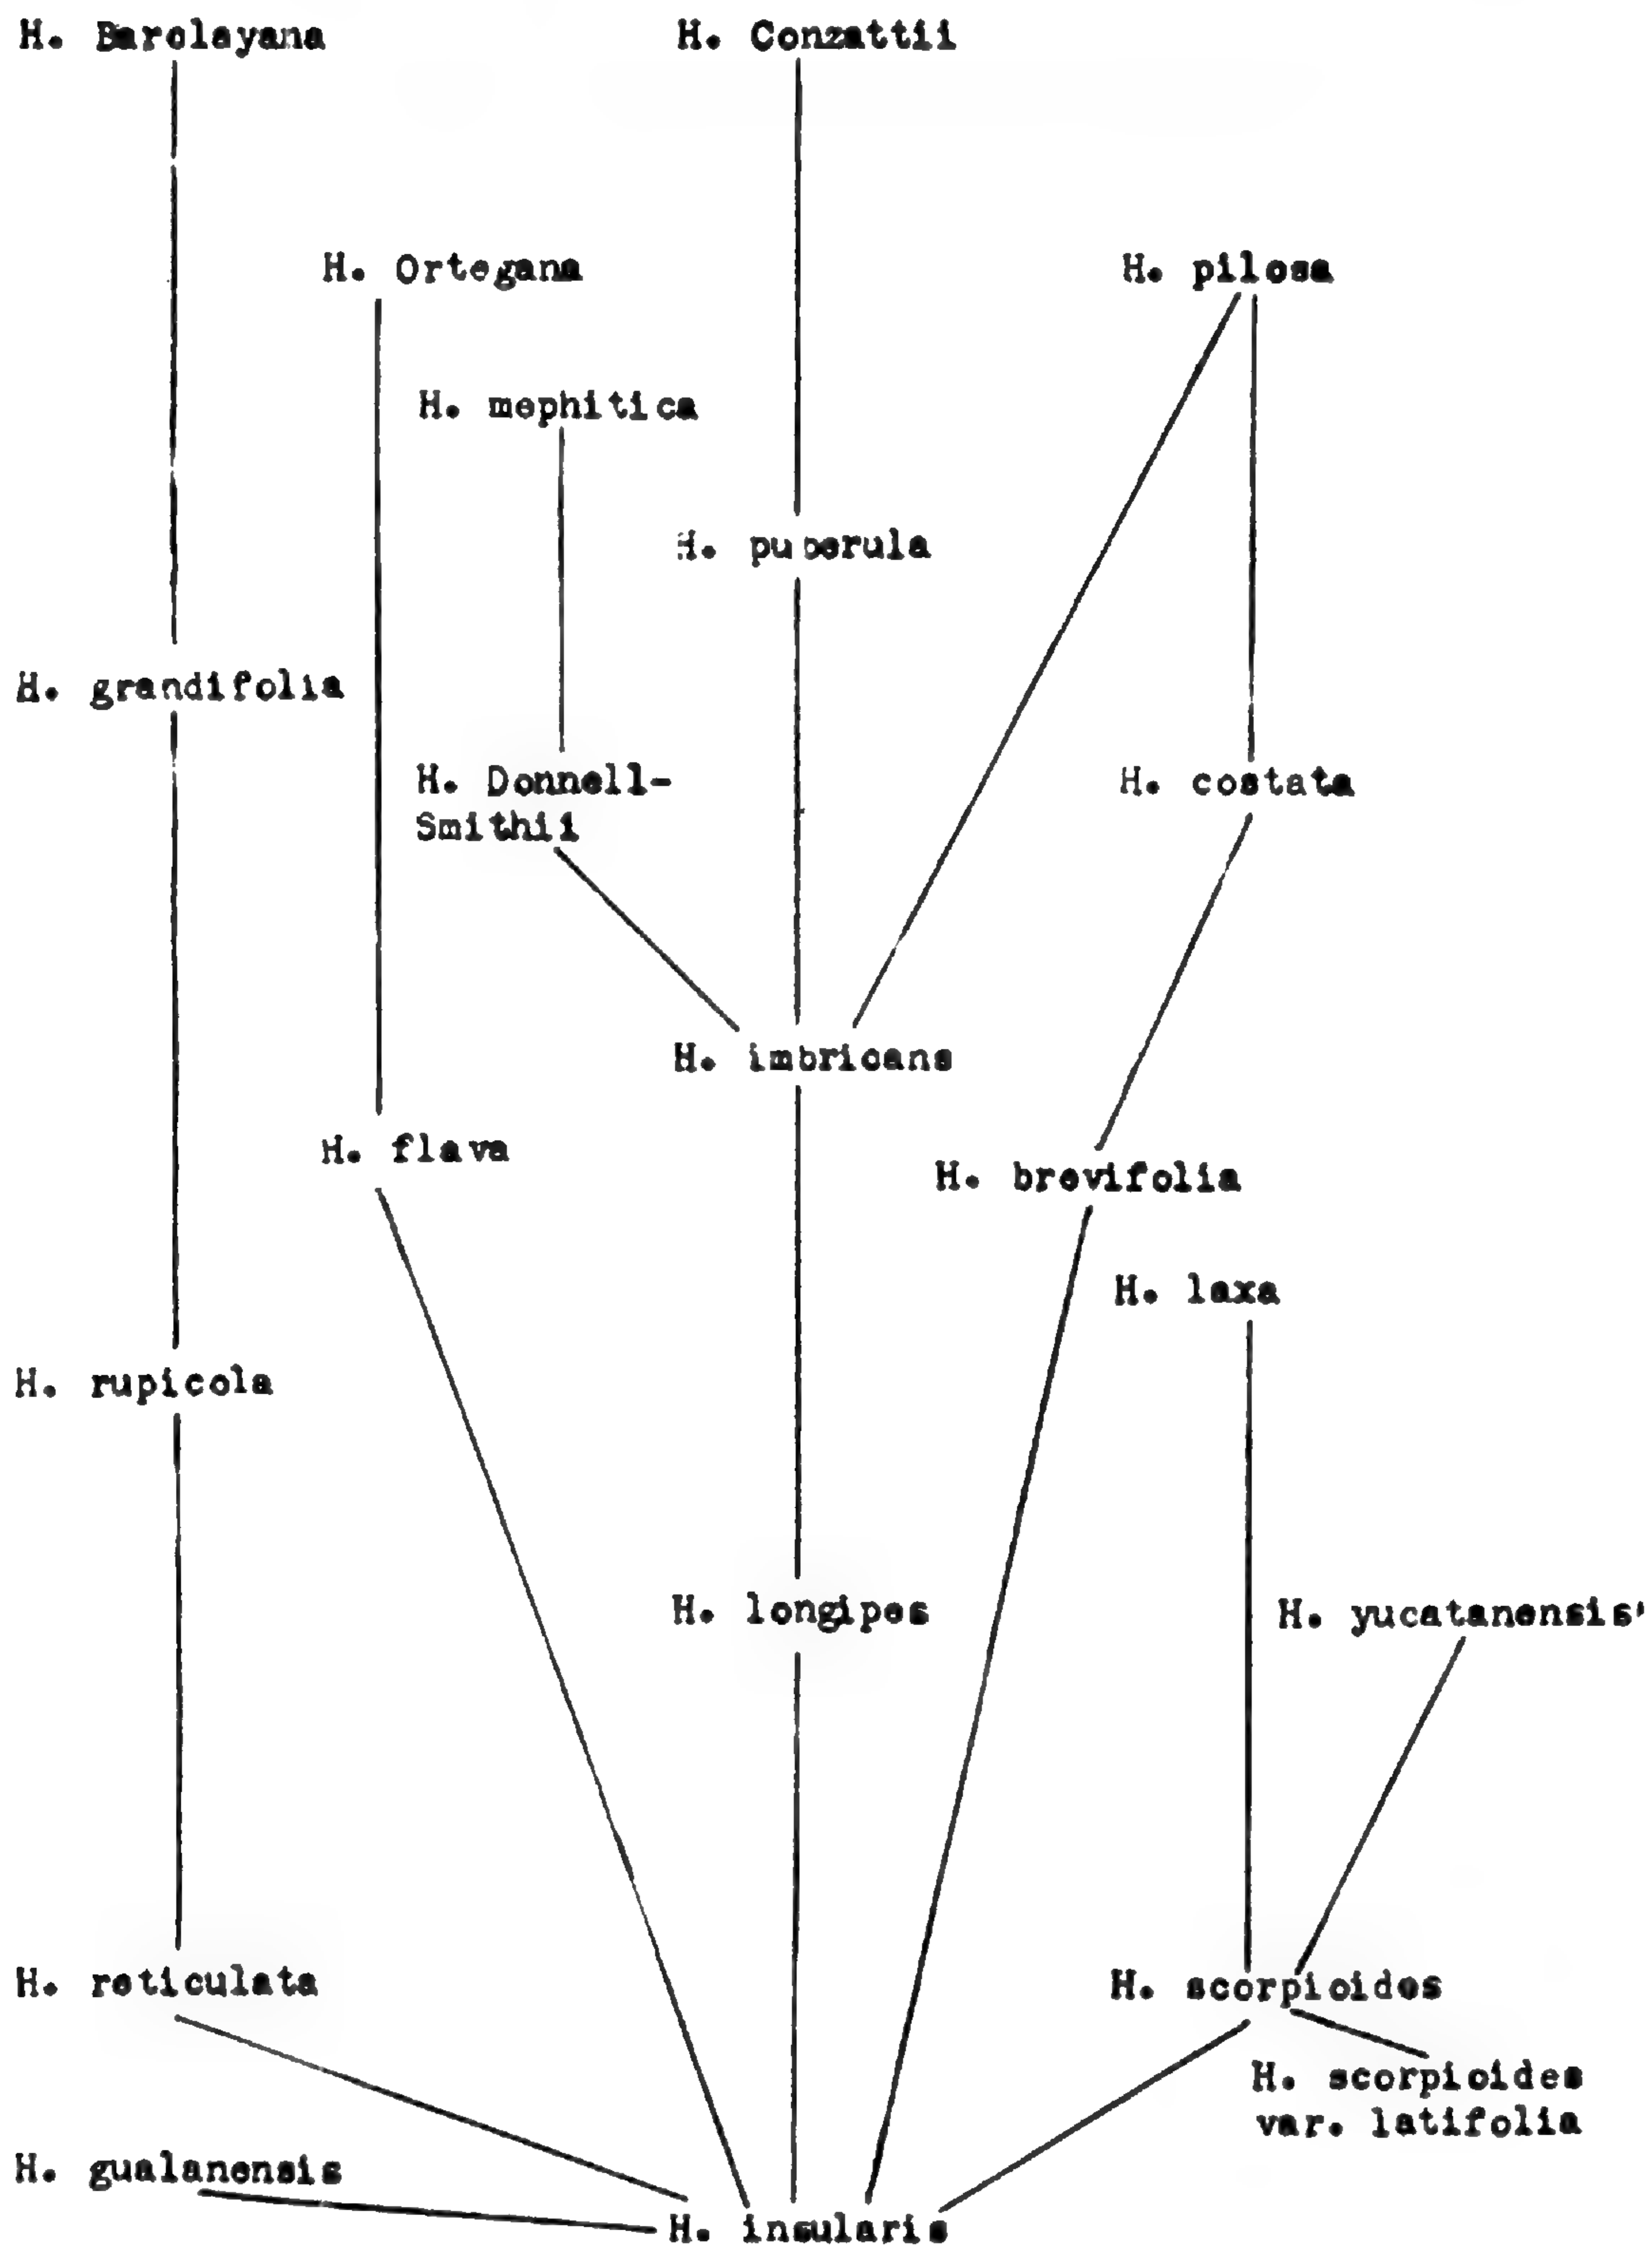 H. Barclayana
H. Conzattii
H. Ortegana
H. pilosa
H. mephitica
H. puberula
H. grandifolia
H. Donnell-
Smithii
H. costata
H. imbricans
H. flava
H. brevifolia
H. laxa
H. rupicola
H. longipes
H. yucatanensis
H. reticulata
H. scorpioides
H. scorpioides
var. latifolia
H. gualanensis
H. insularis